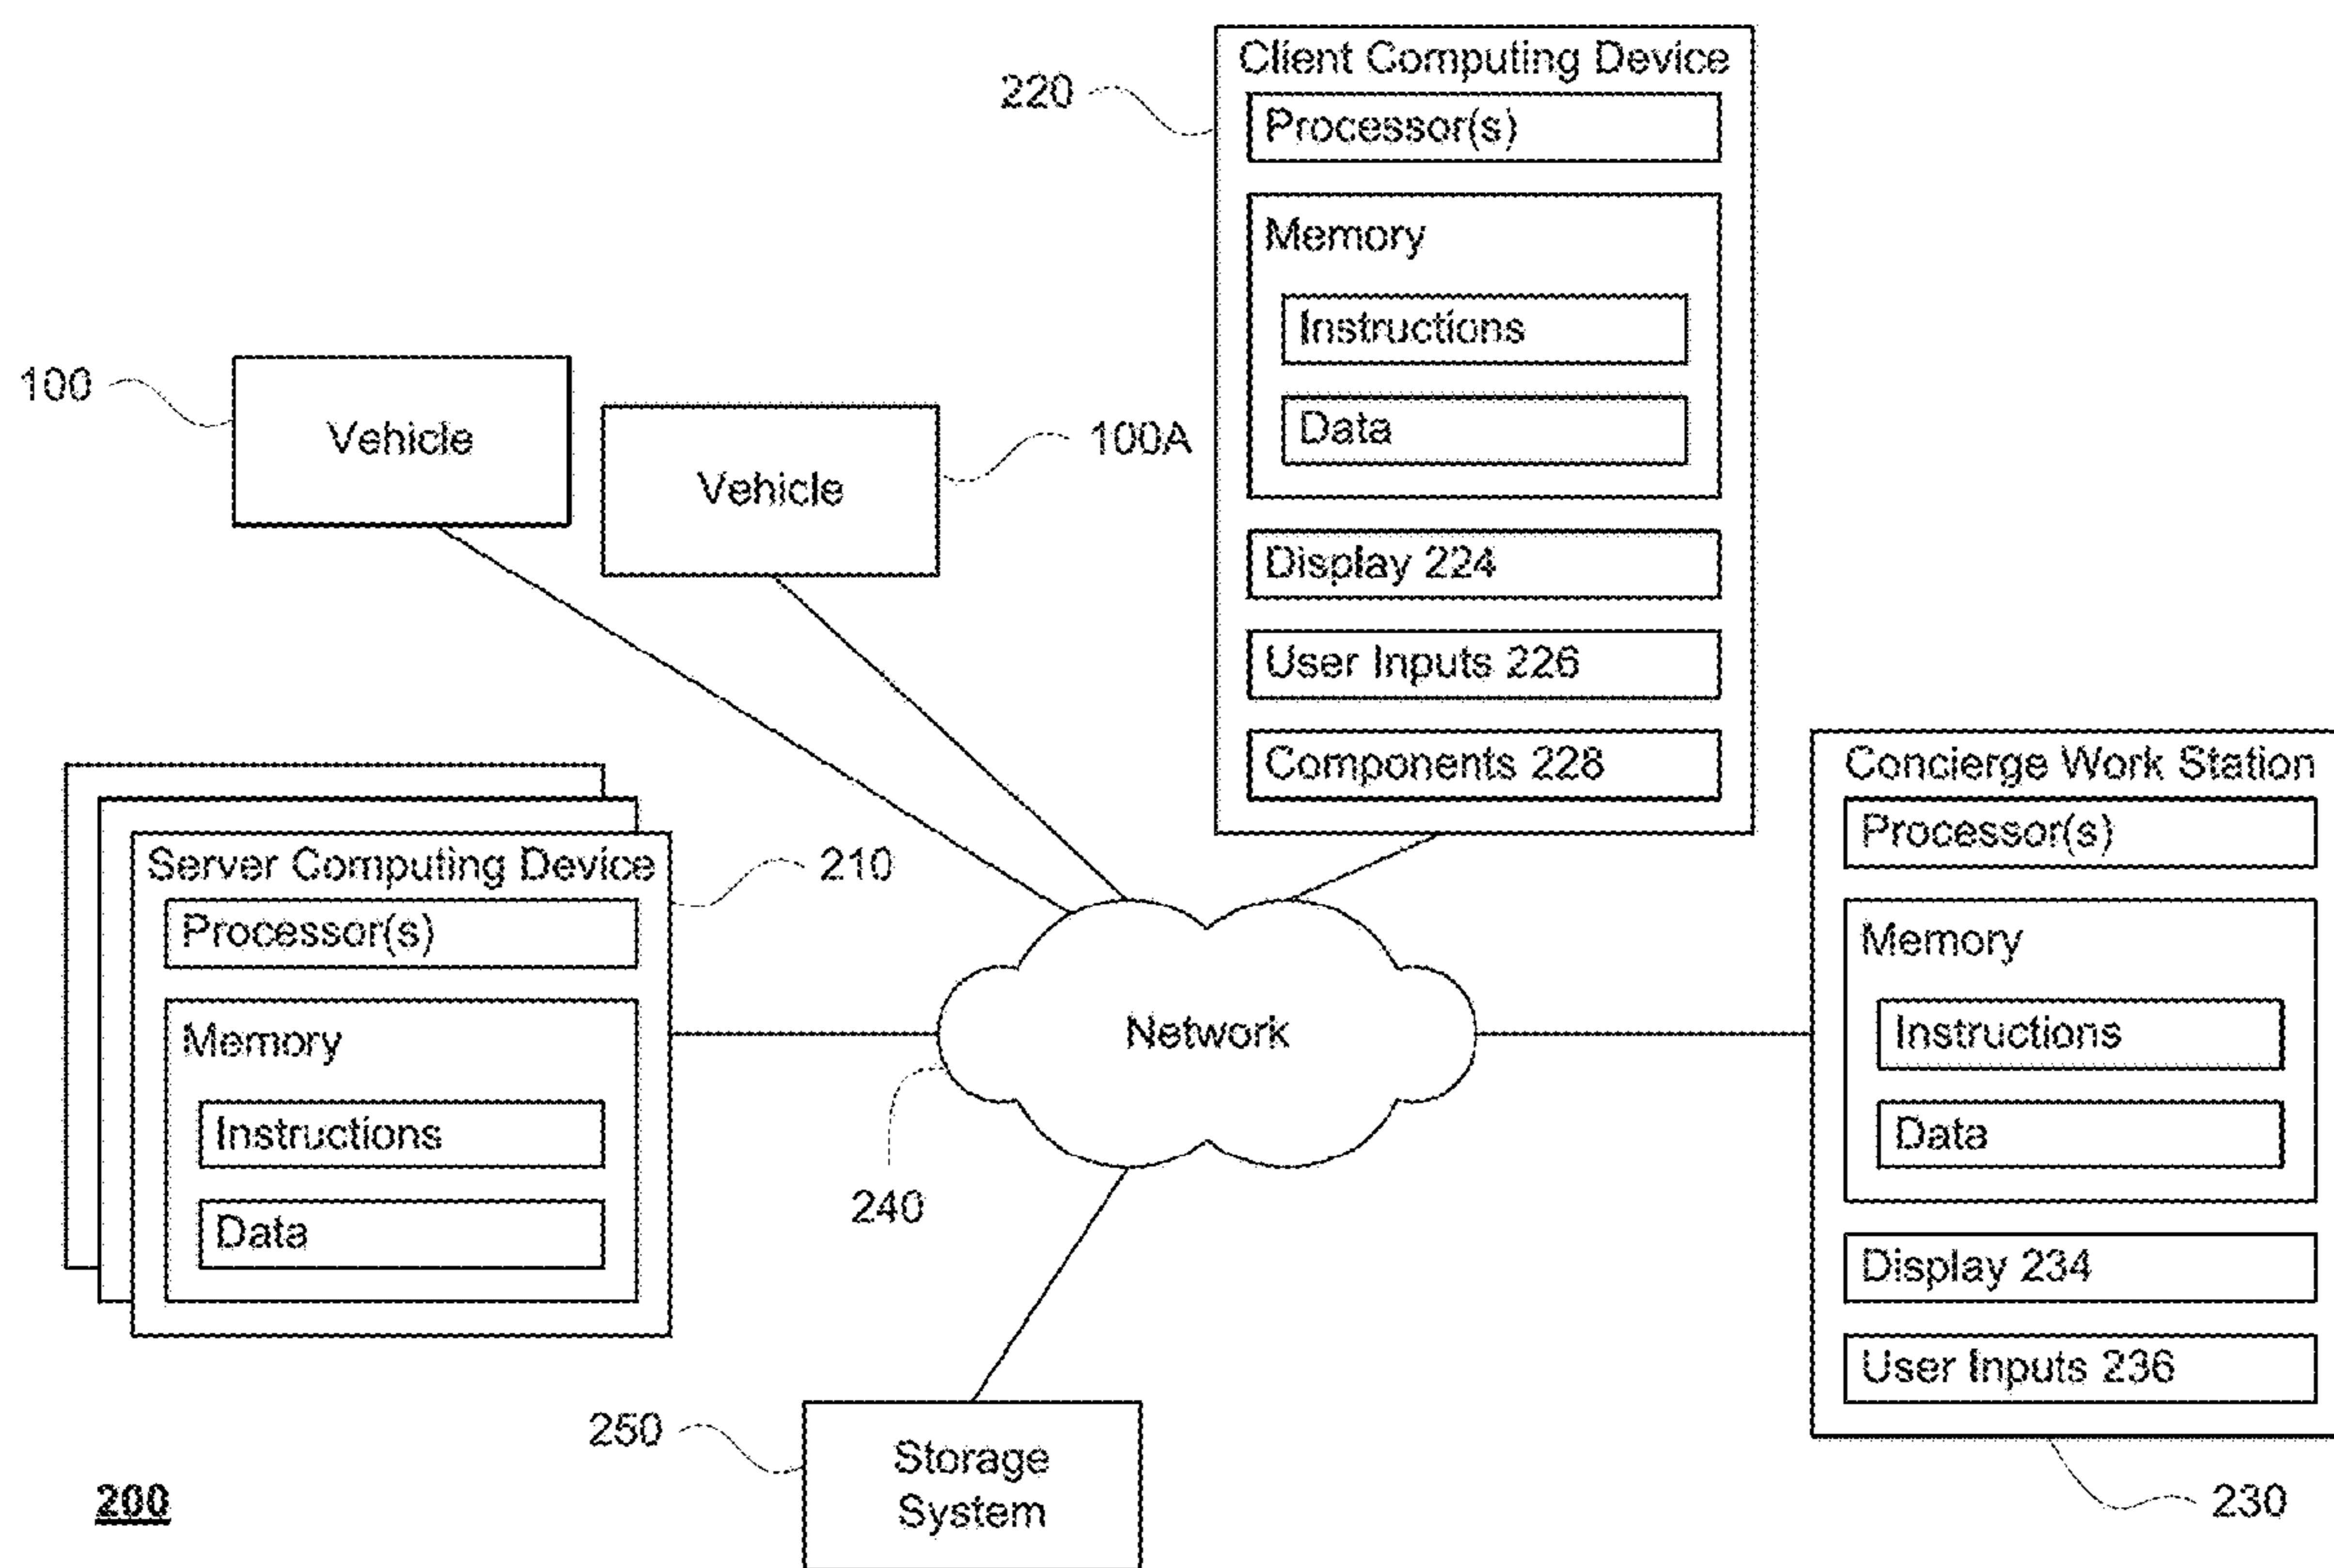 Client Computing Device
220
Processor(s)
Memory
Instructions
Data
Display 224
User Inputs 226
Components 228
100
Vehicle
Vehicle
100A
Server Computing Device
210
Processor(s)
Memory
Instructions
Data
Network
240
Concierge Work Station
Processor(s)
Memory
Instructions
Data
Display 234
User Inputs 236
230
250
Storage
System
200